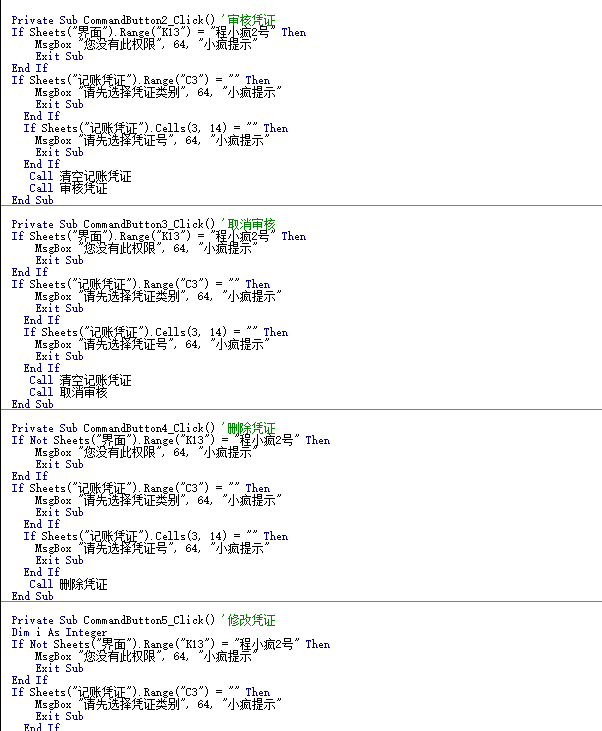 Private Sub CommandButton2_Click() '审核凭证
If Sheets("界面").Range("K13") = "程小疯2号" Then
MsgBox "您没有此权限", 64, "小疯提示"
Exit Sub
End If
If Sheets("记账凭证").Range("C3") = "" Then
MsgBox "请先选择凭证类别", 64, "小疯提示"
Exit Sub
End If
If Sheets("记账凭证").Cells(3, 14) = "" Then
MsgBox "请先选择凭证号", 64, "小疯提示"
Exit Sub
End If
Call 清空记账凭证
Call 审核凭证
End Sub
Private Sub CommandButton3_Click() '取消审核
If Sheets("界面").Range("K13") = "程小疯2号" Then
MsgBox "您没有此权限", 64, "小疯提示"
Exit Sub
End If
If Sheets("记账凭证").Range("C3") = "" Then
MsgBox "请先选择凭证类别", 64, "小疯提示"
Exit Sub
End If
If Sheets("记账凭证").Cells(3, 14) = "" Then
MsgBox "请先选择凭证号", 64, "小疯提示"
Exit Sub
End If
Call 清空记账凭证
Call 取消审核
End Sub
Private Sub CommandButton4_Click() '删除凭证
If Not Sheets("界面").Range("K13") = "程小疯2号" Then
MsgBox "您没有此权限", 64, "小疯提示"
Exit Sub
End If
If Sheets("记账凭证").Range("C3") = "" Then
MsgBox "请先选择凭证类别", 64, "小疯提示"
Exit Sub
End If
If Sheets("记账凭证").Cells(3, 14) = "" Then
MsgBox "请先选择凭证号", 64, "小疯提示"
Exit Sub
End If
Call 删除凭证
End Sub
Private Sub CommandButton5_Click() '修改凭证
Dim i As Integer
If Not Sheets("界面").Range("K13") = "程小疯2号" Then
MsgBox "您没有此权限", 64, "小疯提示"
Exit Sub
End If
If Sheets("记账凭证").Range("C3") = "" Then
MsgBox "请先选择凭证类别", 64, "小疯提示"
Exit Sub
End If